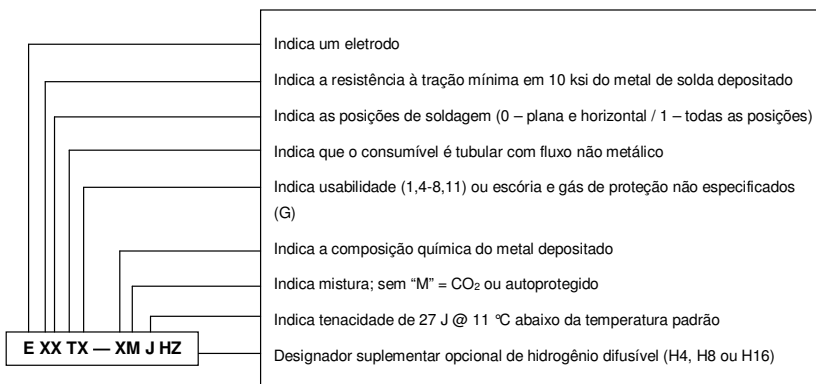 Indica um eletrodo
Indica a resistência à tração mínima em 10 ksi do metal de solda depositado
Indica as posições de soldagem (0 – plana e horizontal / 1 – todas as posições)
Indica que o consumível é tubular com fluxo não metálico
Indica usabilidade (1,4-8,11) ou escória e gás de proteção não especificados
(G)
Indica a composição química do metal depositado
Indica mistura; sem “M” = CO₂ ou autoprotegido
Indica tenacidade de 27 J @ 11 °C abaixo da temperatura padrão
E XX TX — XM J HZ
Designador suplementar opcional de hidrogênio difusível (H4, H8 ou H16)